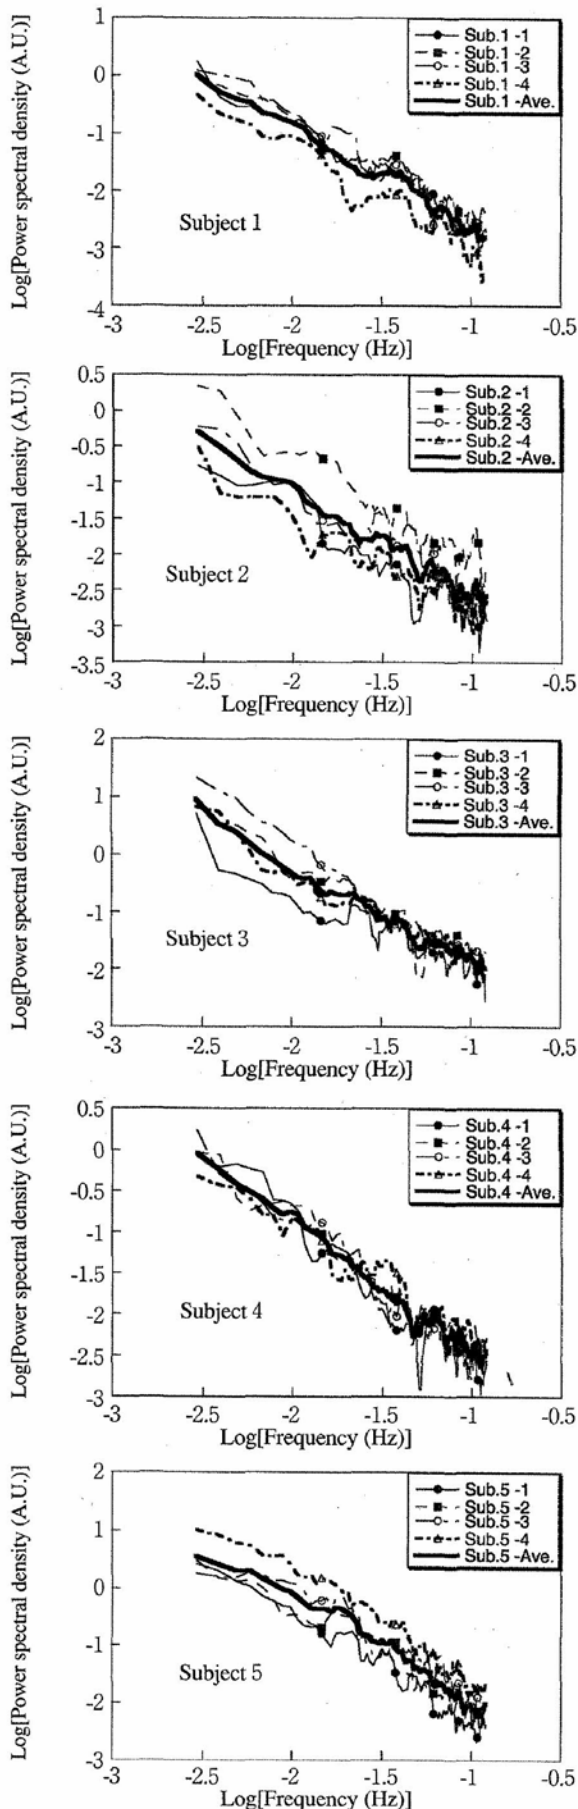 Log[Power spectral density (A.U.)]
1
0
-1
-2
-3
-4
Sub.1 -1
Sub.1 -2
Sub.1 -3
Sub.1 -4
Sub.1 -Ave.
Subject 1
-3 -2.5 -2 -1.5 -1 -0.5
Log[Frequency (Hz)]
Log[Power spectral density (A.U.)]
0.5
0
-0.5
-1
-1.5
-2
-2.5
-3
-3.5
Sub.2 -1
Sub.2 -2
Sub.2 -3
Sub.2 -4
Sub.2 -Ave.
Subject 2
-3 -2.5 -2 -1.5 -1 -0.5
Log[Frequency (Hz)]
Log[Power spectral density (A.U.)]
2
1
0
-1
-2
-3
Sub.3 -1
Sub.3 -2
Sub.3 -3
Sub.3 -4
Sub.3 -Ave.
Subject 3
-3 -2.5 -2 -1.5 -1 -0.5
Log[Frequency (Hz)]
Log[Power spectral density (A.U.)]
0.5
0
-0.5
-1
-1.5
-2
-2.5
-3
Sub.4 -1
Sub.4 -2
Sub.4 -3
Sub.4 -4
Sub.4 -Ave.
Subject 4
-3 -2.5 -2 -1.5 -1 -0.5
Log[Frequency (Hz)]
Log[Power spectral density (A.U.)]
2
1
0
-1
-2
-3
Sub.5 -1
Sub.5 -2
Sub.5 -3
Sub.5 -4
Sub.5 -Ave.
Subject 5
-3 -2.5 -2 -1.5 -1 -0.5
Log[Frequency (Hz)]